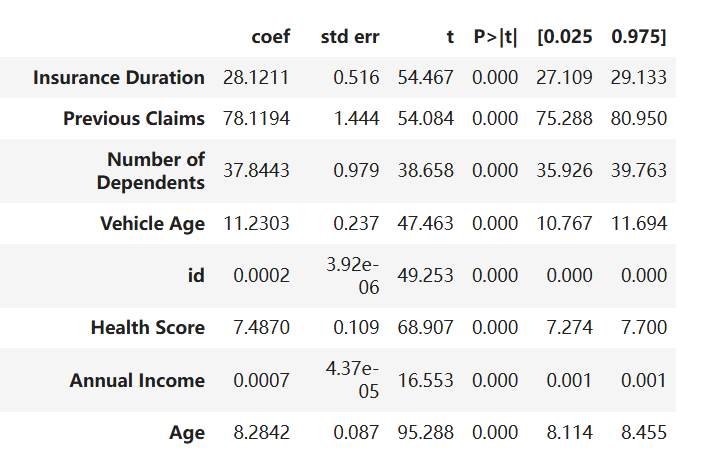 coef std err t P>|t| [0.025 0.975]
Insurance Duration 28.1211 0.516 54.467 0.000 27.109 29.133
Previous Claims 78.1194 1.444 54.084 0.000 75.288 80.950
Number of
Dependents 37.8443 0.979 38.658 0.000 35.926 39.763
Vehicle Age 11.2303 0.237 47.463 0.000 10.767 11.694
id 0.0002 3.92e-
06 49.253 0.000 0.000 0.000
Health Score 7.4870 0.109 68.907 0.000 7.274 7.700
Annual Income 0.0007 4.37e-
05 16.553 0.000 0.001 0.001
Age 8.2842 0.087 95.288 0.000 8.114 8.455